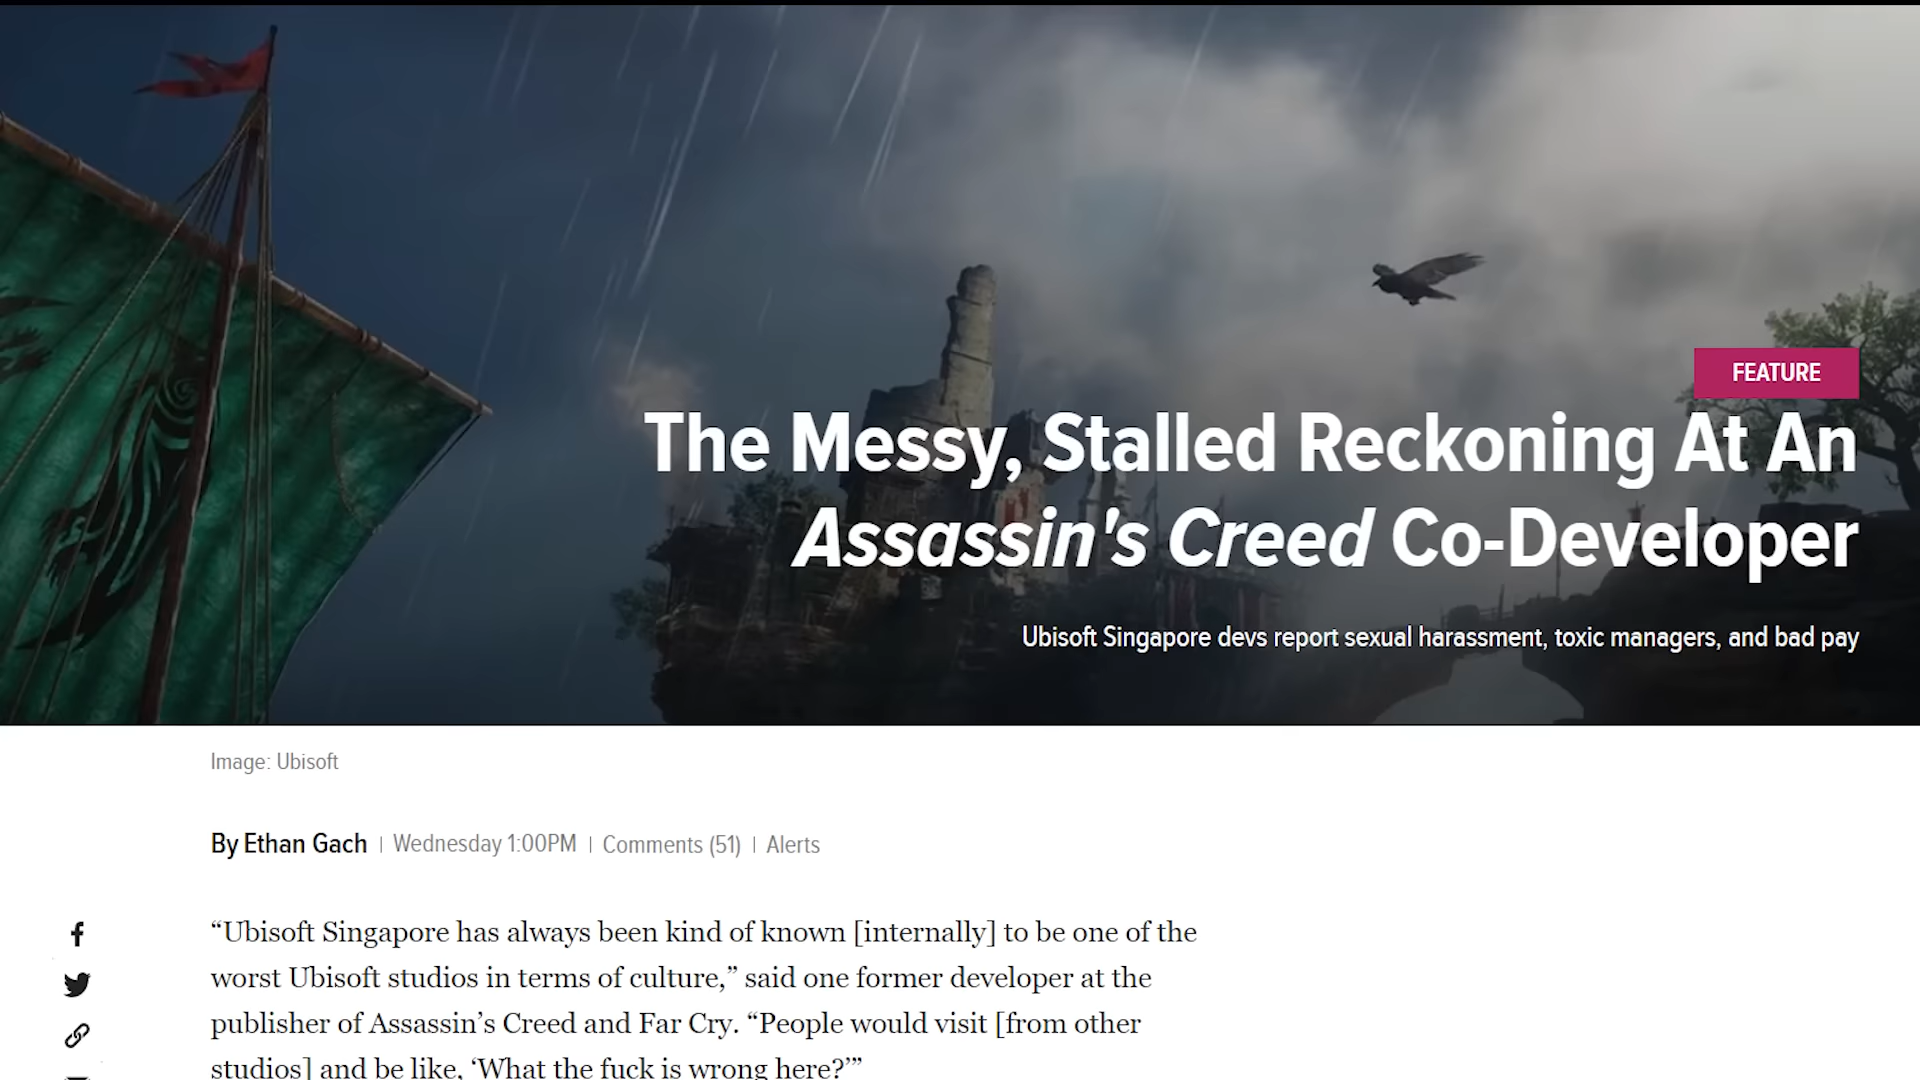 FEATURE
The Messy, Stalled Reckoning At An
Assassin's Creed Co-Developer
Ubisoft Singapore devs report sexual harassment, toxic managers, and bad pay
Image: Ubisoft
By Ethan Gach | Wednesday 1:00PM | Comments (51) | Alerts
“Ubisoft Singapore has always been kind of known [internally] to be one of the
worst Ubisoft studios in terms of culture,” said one former developer at the
publisher of Assassin’s Creed and Far Cry. “People would visit [from other
studios] and be like, ‘What the fuck is wrong here?’”